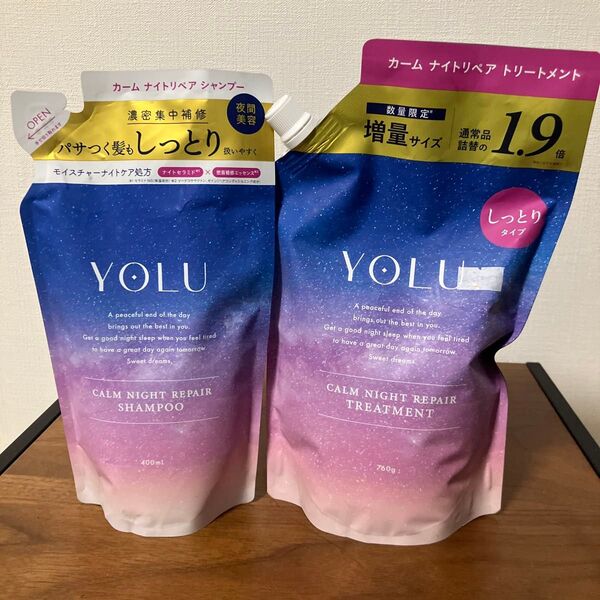 カーム ナイトリペア シャンプー
OPEN
濃密集中補修
夜間
美容
パサつく髪もしっとり扱いやすく
モイスチャーナイトケア処方
ナイトセラミド
×
YOLU
A peaceful end of the day
brings out the best in you.
Get a good night sleep when you feel tired
to have a great day again tomorrow.
Sweet dreams.
CALM NIGHT REPAIR
SHAMPOO
400mL
カーム ナイトリペア トリートメント
数量限定
増量サイズ
通常品
詰替の
1.9倍
しっとり
タイプ
YOLU
A peaceful end of the day
brings out the best in you.
Get a good night sleep when you feel tired
to have a great day again tomorrow.
Sweet dreams.
CALM NIGHT REPAIR
TREATMENT
760g